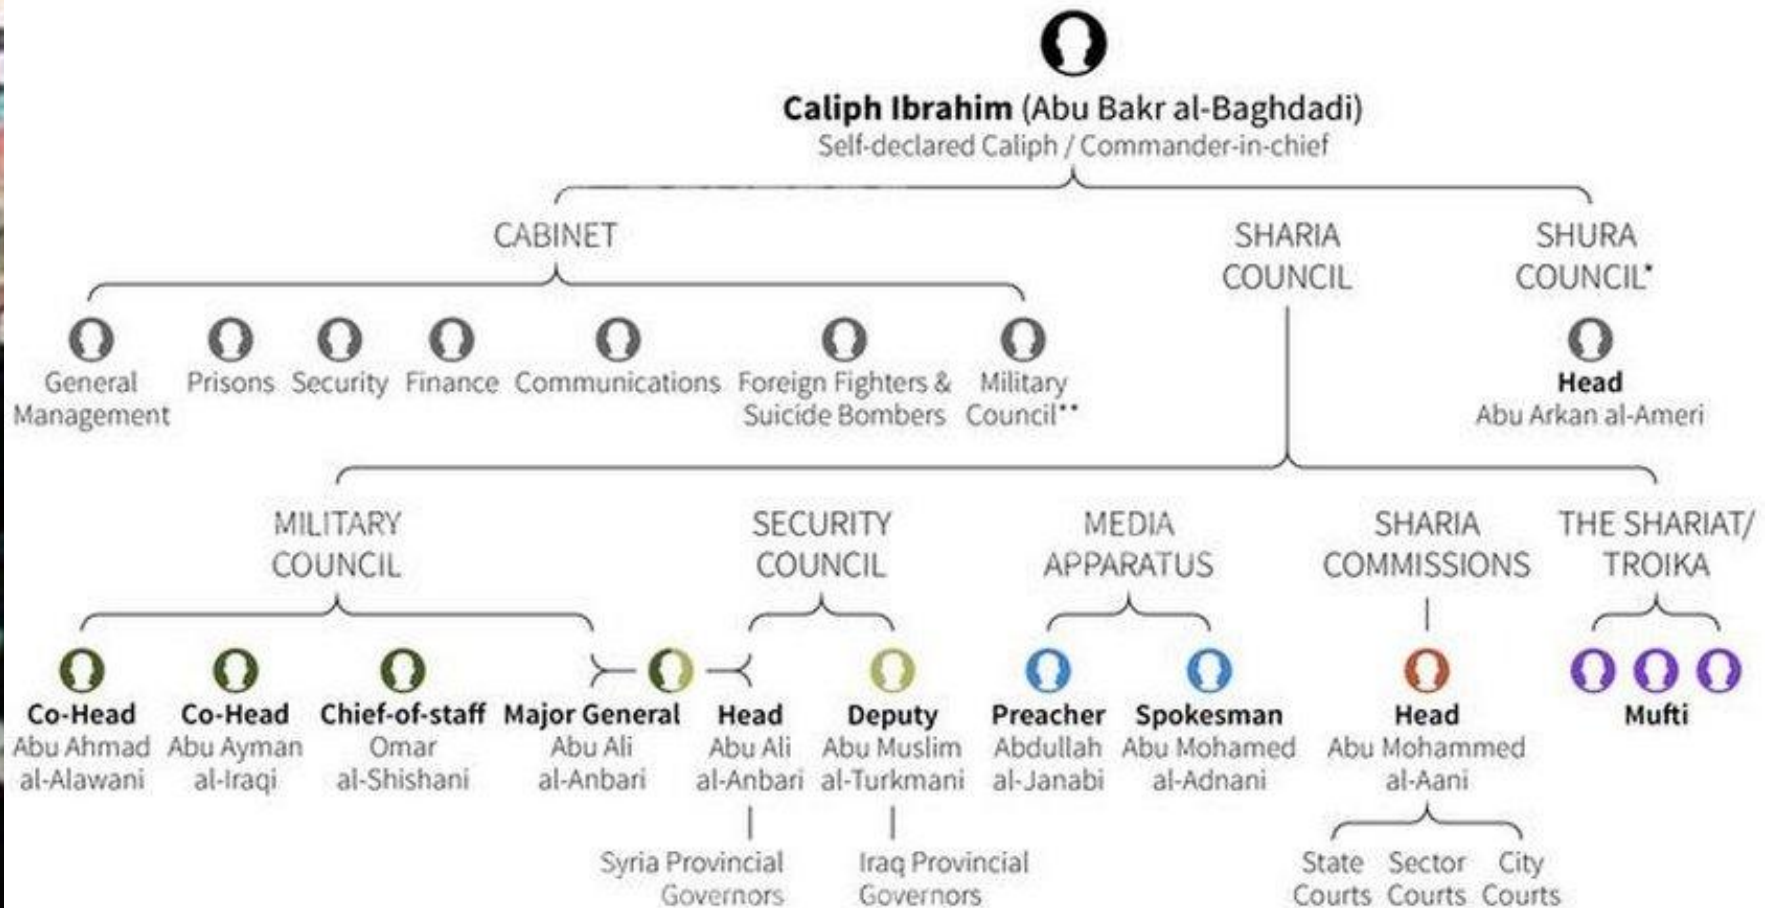 Caliph Ibrahim (Abu Bakr al-Baghdadi)
Self-declared Caliph / Commander-in-chief
CABINET
SHARIA
COUNCIL
SHURA
COUNCIL*
General
Management
Prisons
Security
Finance
Communications
Foreign Fighters &
Suicide Bombers
Military
Council**
Head
Abu Arkan al-Ameri
MILITARY
COUNCIL
SECURITY
COUNCIL
MEDIA
APPARATUS
SHARIA
COMMISSIONS
THE SHARIAT/
TROIKA
Co-Head
Abu Ahmad
al-Alawani
Co-Head
Abu Ayman
al-Iraqi
Chief-of-staff
Omar
al-Shishani
Major General
Abu Ali
al-Anbari
Head
Abu Ali
al-Anbari
Deputy
Abu Muslim
al-Turkmani
Preacher
Abdullah
al-Janabi
Spokesman
Abu Mohamed
al-Adnani
Head
Abu Mohammed
al-Aani
Mufti
Syria Provincial
Governors
Iraq Provincial
Governors
State
Courts
Sector
Courts
City
Courts